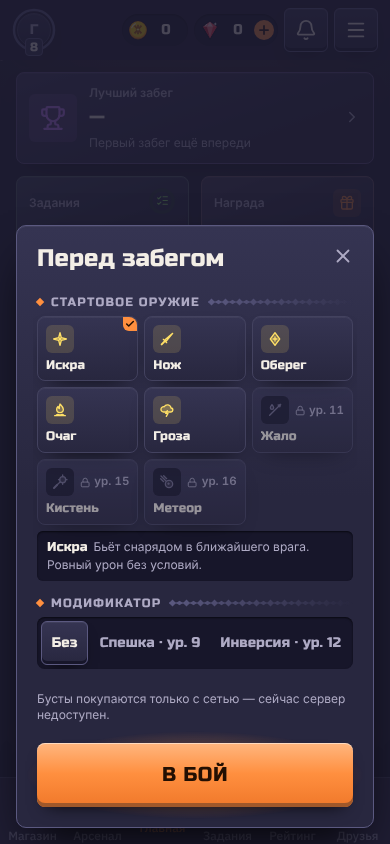 Г
8
0
0
Лучший забег
—
Первый забег ещё впереди
Задания
Награда
Перед забегом
СТАРТОВОЕ ОРУЖИЕ
Искра
Нож
Оберег
Очаг
Гроза
ур. 11
Жало
ур. 15
Кистень
ур. 16
Метеор
Искра Бьёт снарядом в ближайшего врага.
Ровный урон без условий.
МОДИФИКАТОР
Без
Спешка · ур. 9
Инверсия · ур. 12
Бусты покупаются только с сетью — сейчас сервер
недоступен.
В БОЙ
Магазин
Арсенал
Задания
Рейтинг
Друзья